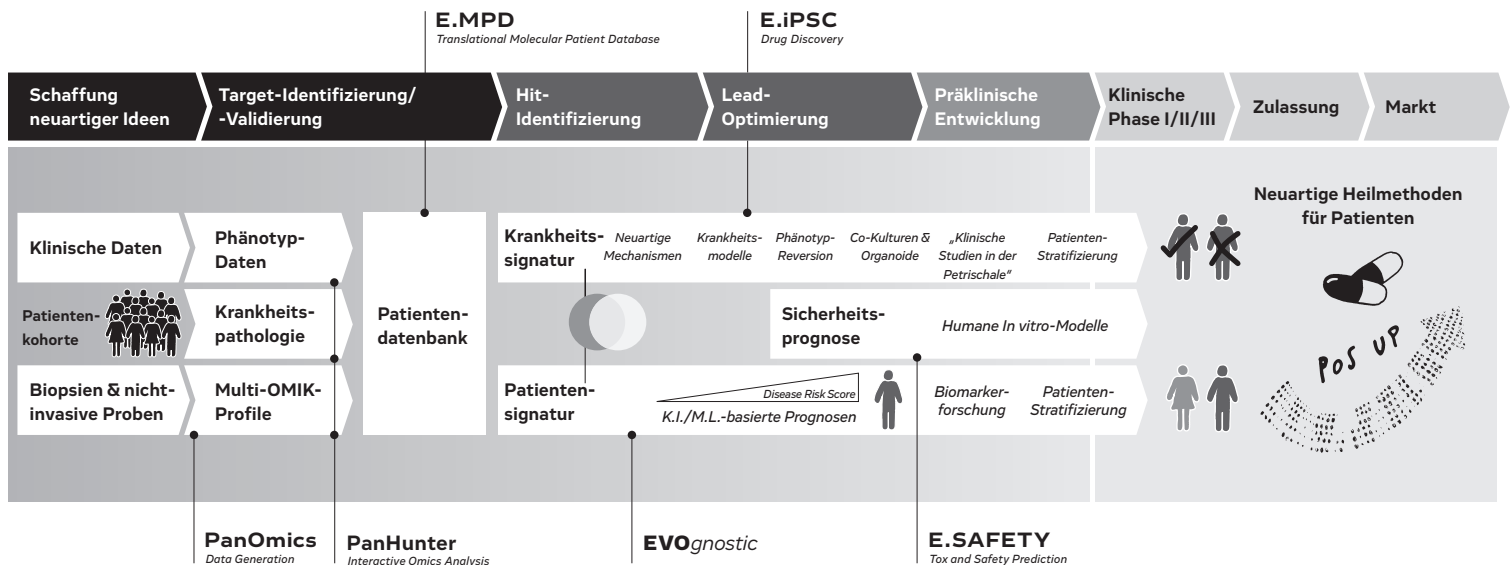 E.MPD
Translational Molecular Patient Database
E.iPSC
Drug Discovery
Schaffung
neuartiger Ideen
Target-Identifizierung/
-Validierung
Hit-
Identifizierung
Lead-
Optimierung
Präklinische
Entwicklung
Klinische
Phase I/II/III
Zulassung
Markt
Klinische Daten
Phänotyp-
Daten
Patienten-
kohorte
Krankheits-
pathologie
Biopsien & nicht-
invasive Proben
Multi-OMIK-
Profile
Patienten-
datenbank
Krankheits-
signatur
Neuartige
Mechanismen
Krankheits-
modelle
Phänotyp-
Reversion
Co-Kulturen &
Organoide
„Klinische
Studien in der
Petrischale“
Patienten-
Stratifizierung
Sicherheits-
prognose
Humane In vitro-Modelle
Patienten-
signatur
Disease Risk Score
K.I./M.L.-basierte Prognosen
Biomarker-
forschung
Patienten-
Stratifizierung
Neuartige Heilmethoden
für Patienten
POS UP
PanOmics
Data Generation
PanHunter
Interactive Omics Analysis
EVOgnostic
E.SAFETY
Tox and Safety Prediction